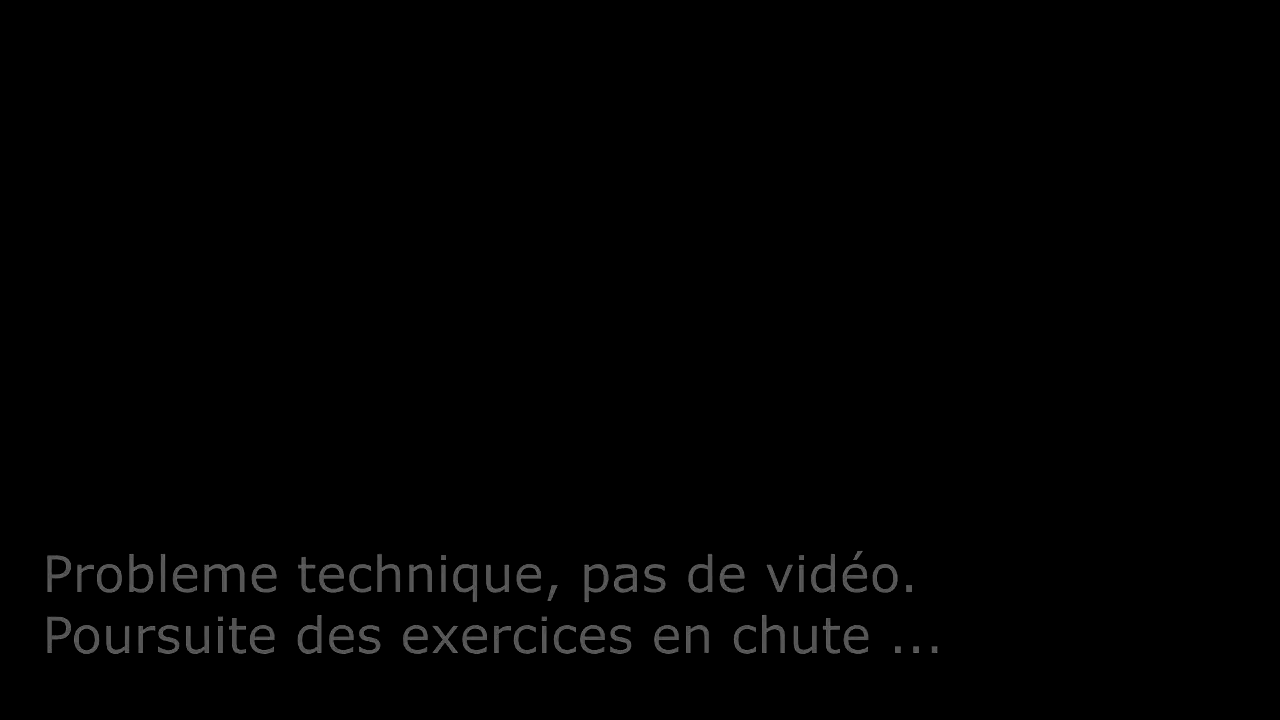 Probleme technique, pas de vidéo.
Poursuite des exercices en chute ...